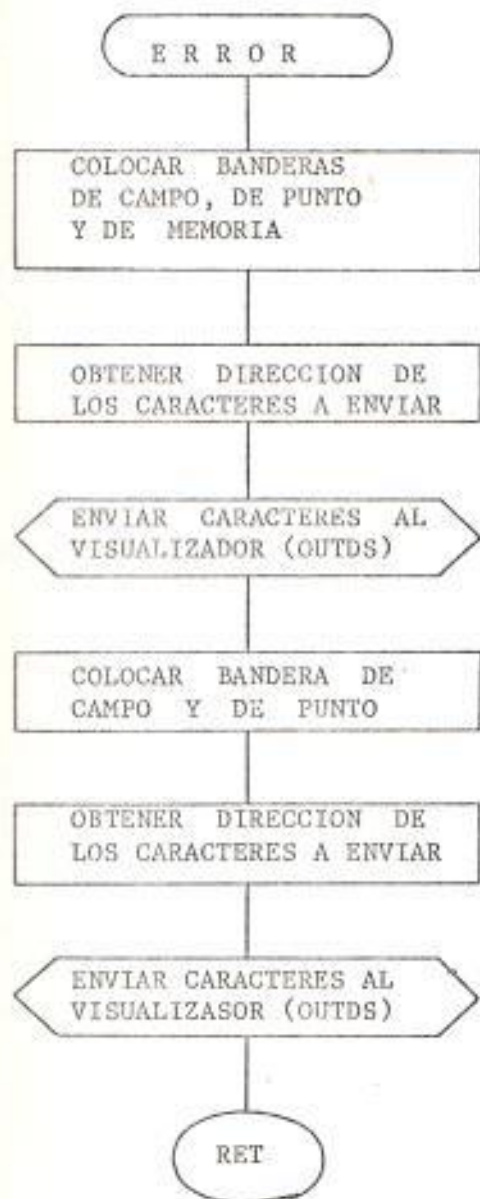 E R R O R
COLOCAR BANDERAS
DE CAMPO, DE PUNTO
Y DE MEMORIA
OBTENER DIRECCION DE
LOS CARACTERES A ENVIAR
ENVIAR CARACTERES AL
VISUALIZADOR (OUTDS)
COLOCAR BANDERA DE
CAMPO Y DE PUNTO
OBTENER DIRECCION DE
LOS CARACTERES A ENVIAR
ENVIAR CARACTERES AL
VISUALIZASOR (OUTDS)
RET